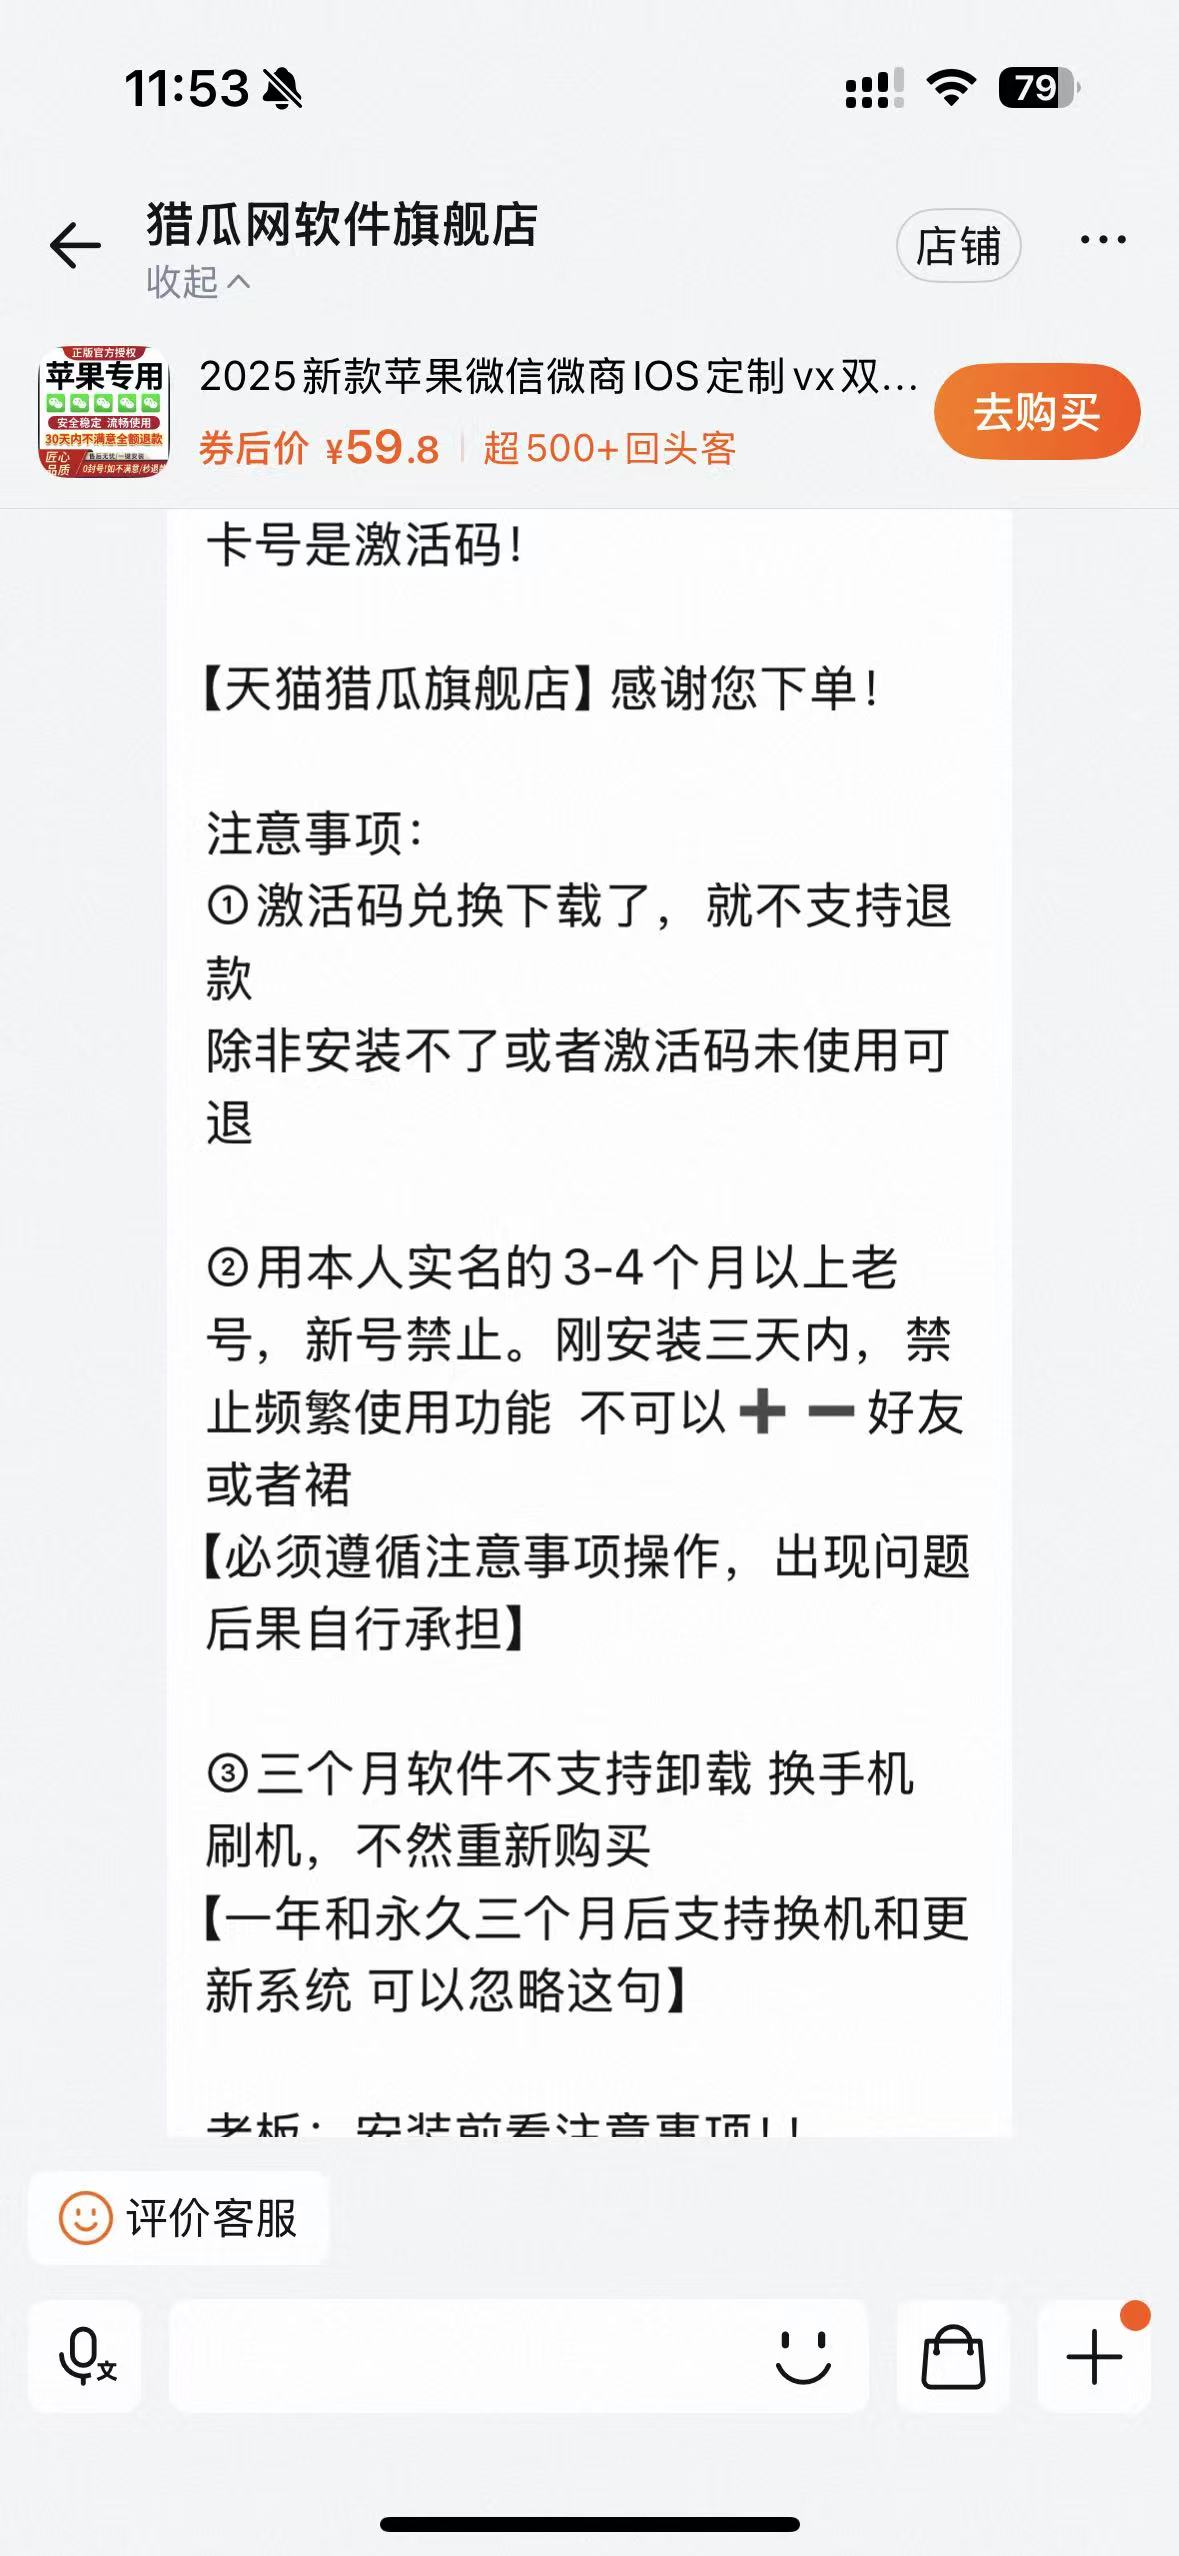 11:53
79
猎瓜网软件旗舰店
收起
店铺
正版官方授权
苹果专用
安全稳定 流畅使用
30天内不满意全额退款
匠心
品质
售后无忧/一键安装
0封号!如不满意/秒退
2025新款苹果微信微商IOS定制vx双...
券后价 ¥59.8
超500+回头客
去购买
卡号是激活码！
【天猫猎瓜旗舰店】感谢您下单！
注意事项：
①激活码兑换下载了，就不支持退
款
除非安装不了或者激活码未使用可
退
②用本人实名的3-4个月以上老
号，新号禁止。刚安装三天内，禁
止频繁使用功能 不可以➕➖好友
或者裙
【必须遵循注意事项操作，出现问题
后果自行承担】
③三个月软件不支持卸载 换手机
刷机，不然重新购买
【一年和永久三个月后支持换机和更
新系统 可以忽略这句】
老板：安装前看注意事项！！
评价客服
文